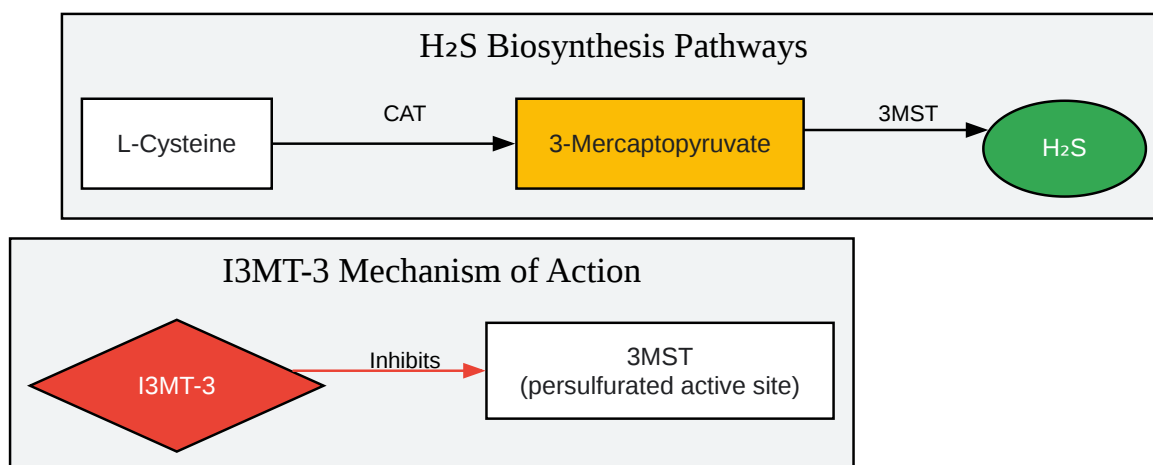 H₂S Biosynthesis Pathways
L-Cysteine
CAT
3-Mercaptopyruvate
3MST
H₂S
I3MT-3 Mechanism of Action
I3MT-3
Inhibits
3MST
(persulfurated active site)